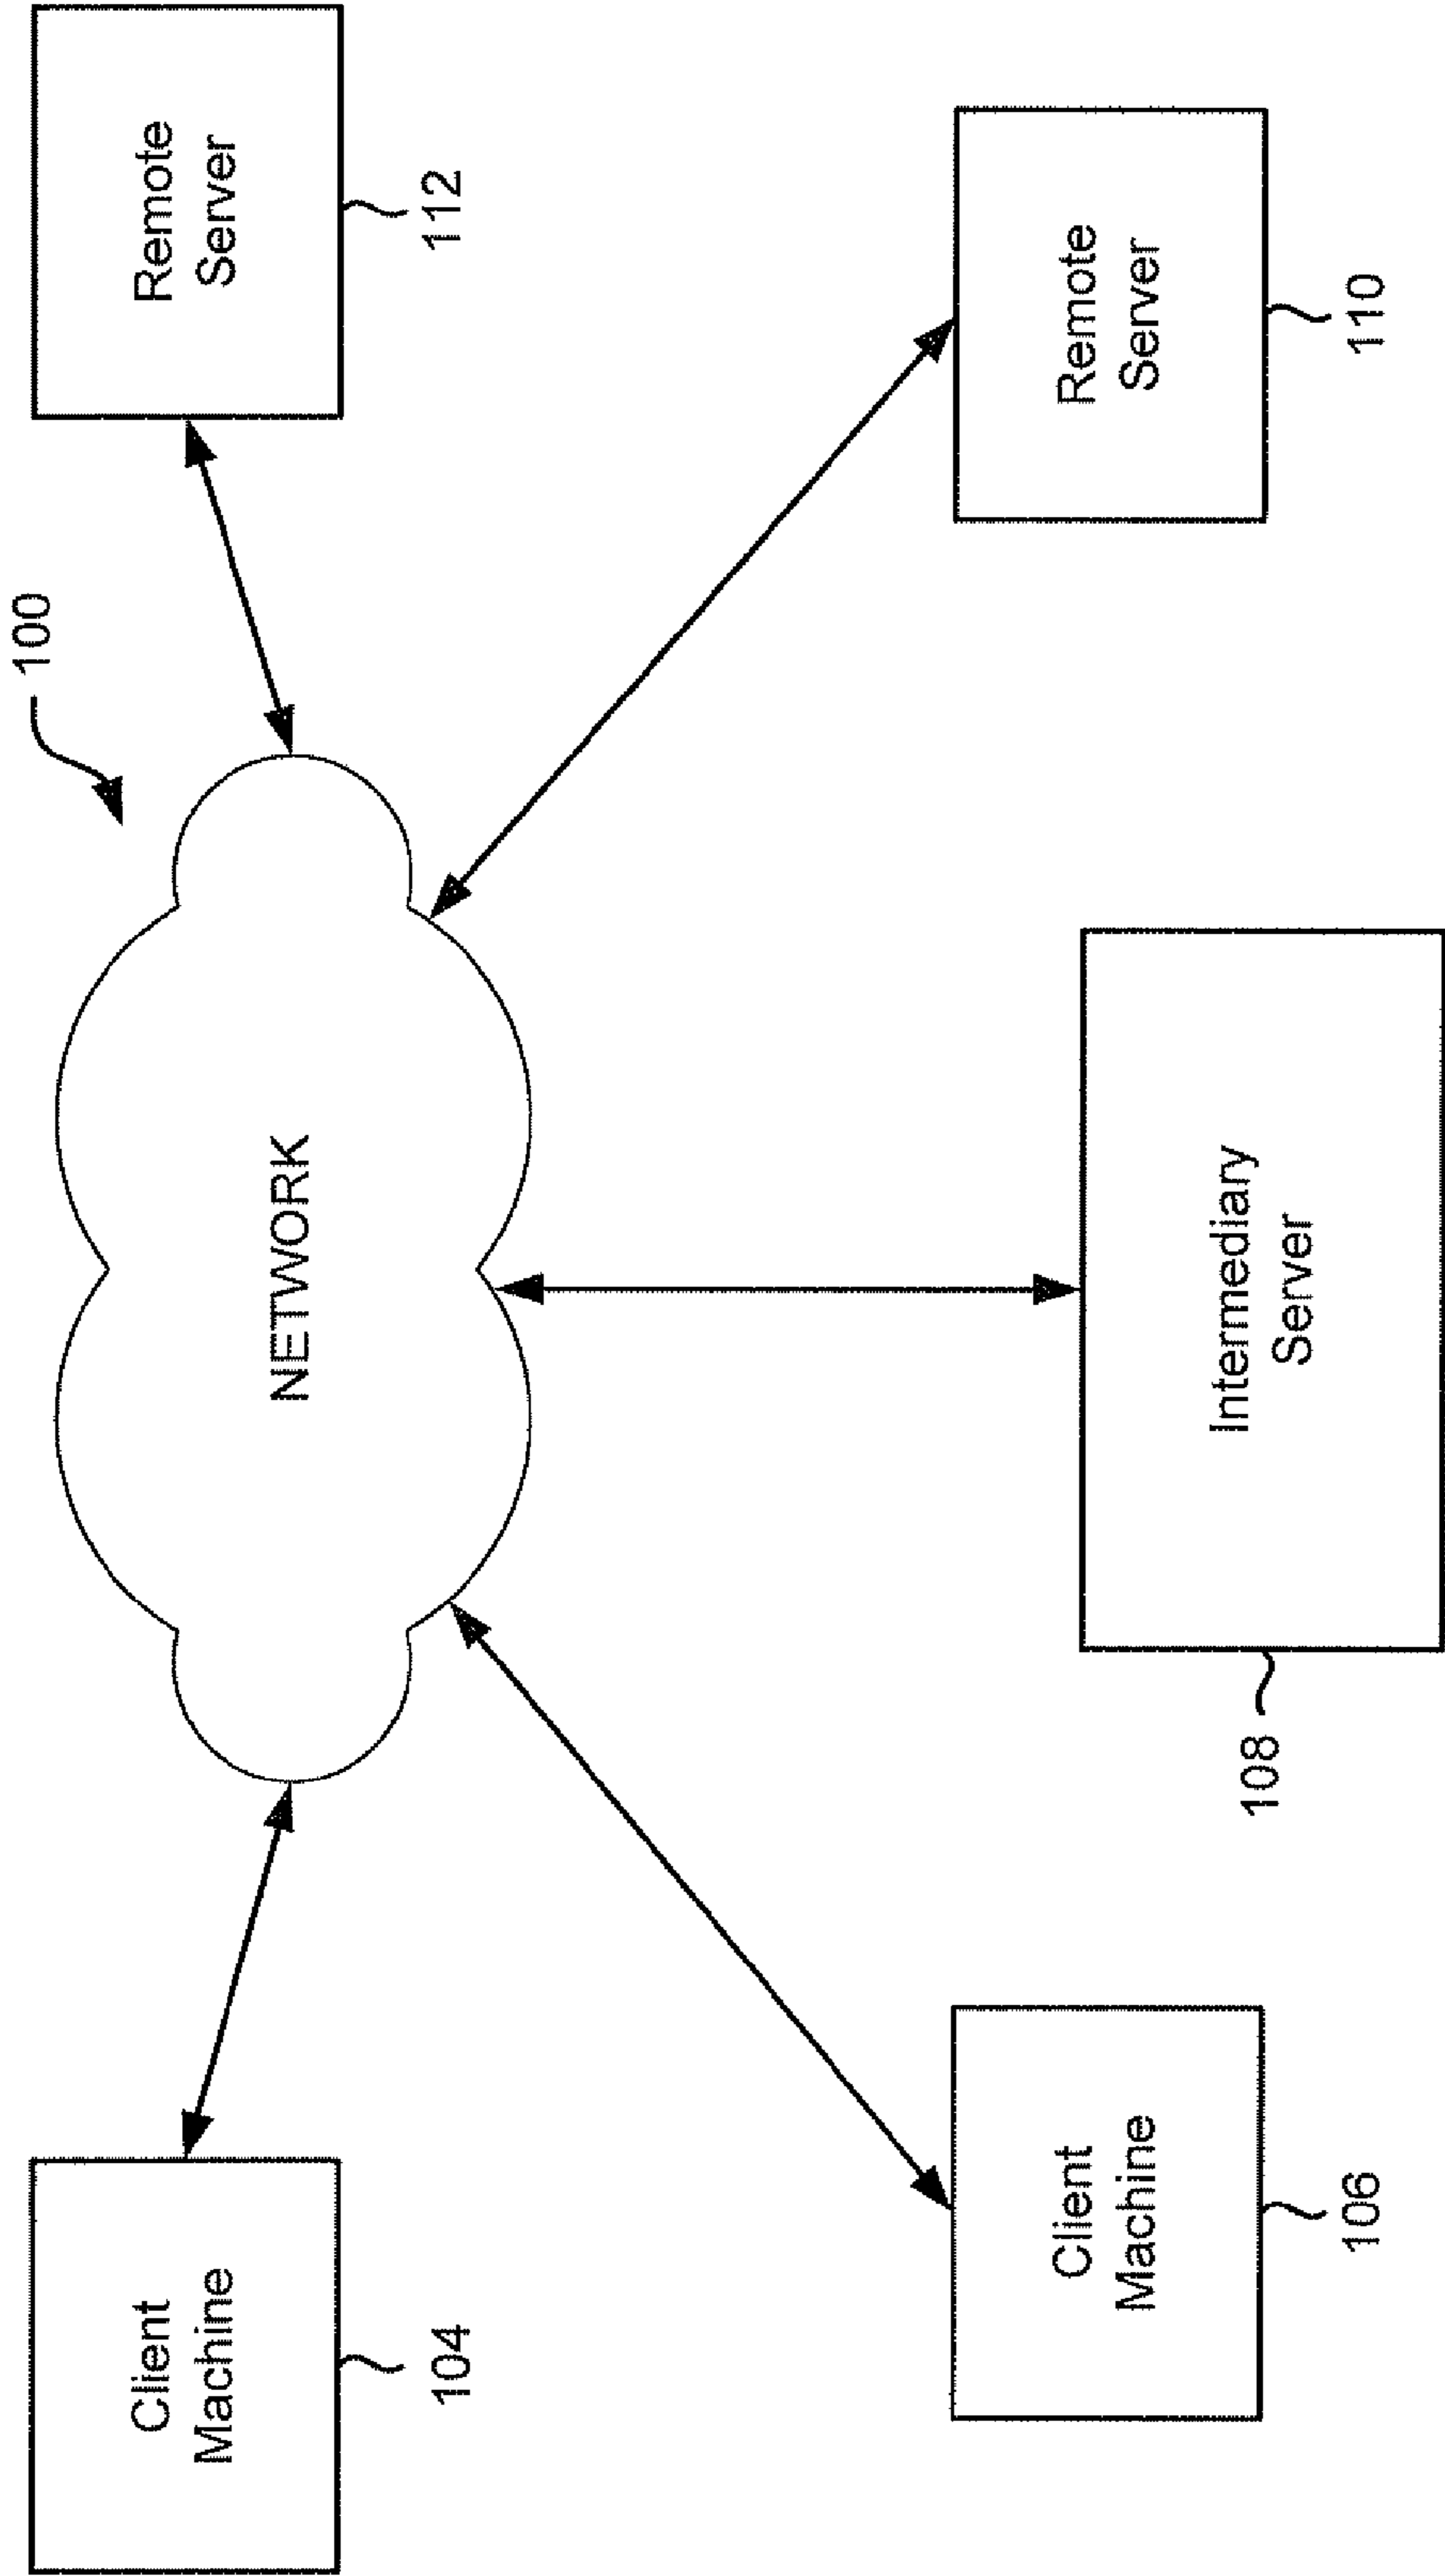 100
Client
Machine
104
NETWORK
Remote
Server
112
Client
Machine
106
108
Intermediary
Server
Remote
Server
110